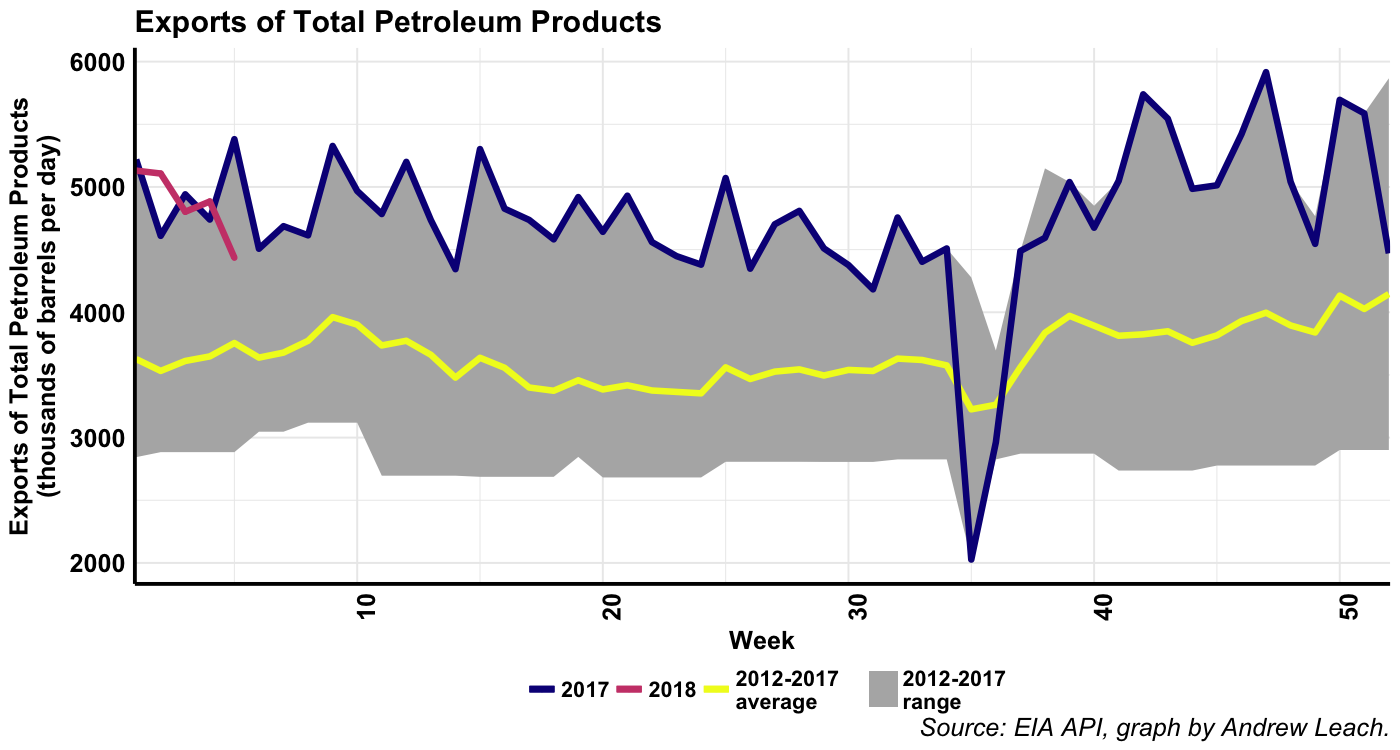 Exports of Total Petroleum Products
Exports of Total Petroleum Products
(thousands of barrels per day)
6000
5000
4000
3000
2000
10
20
30
40
50
Week
2017
2018
2012-2017
average
2012-2017
range
Source: EIA API, graph by Andrew Leach.